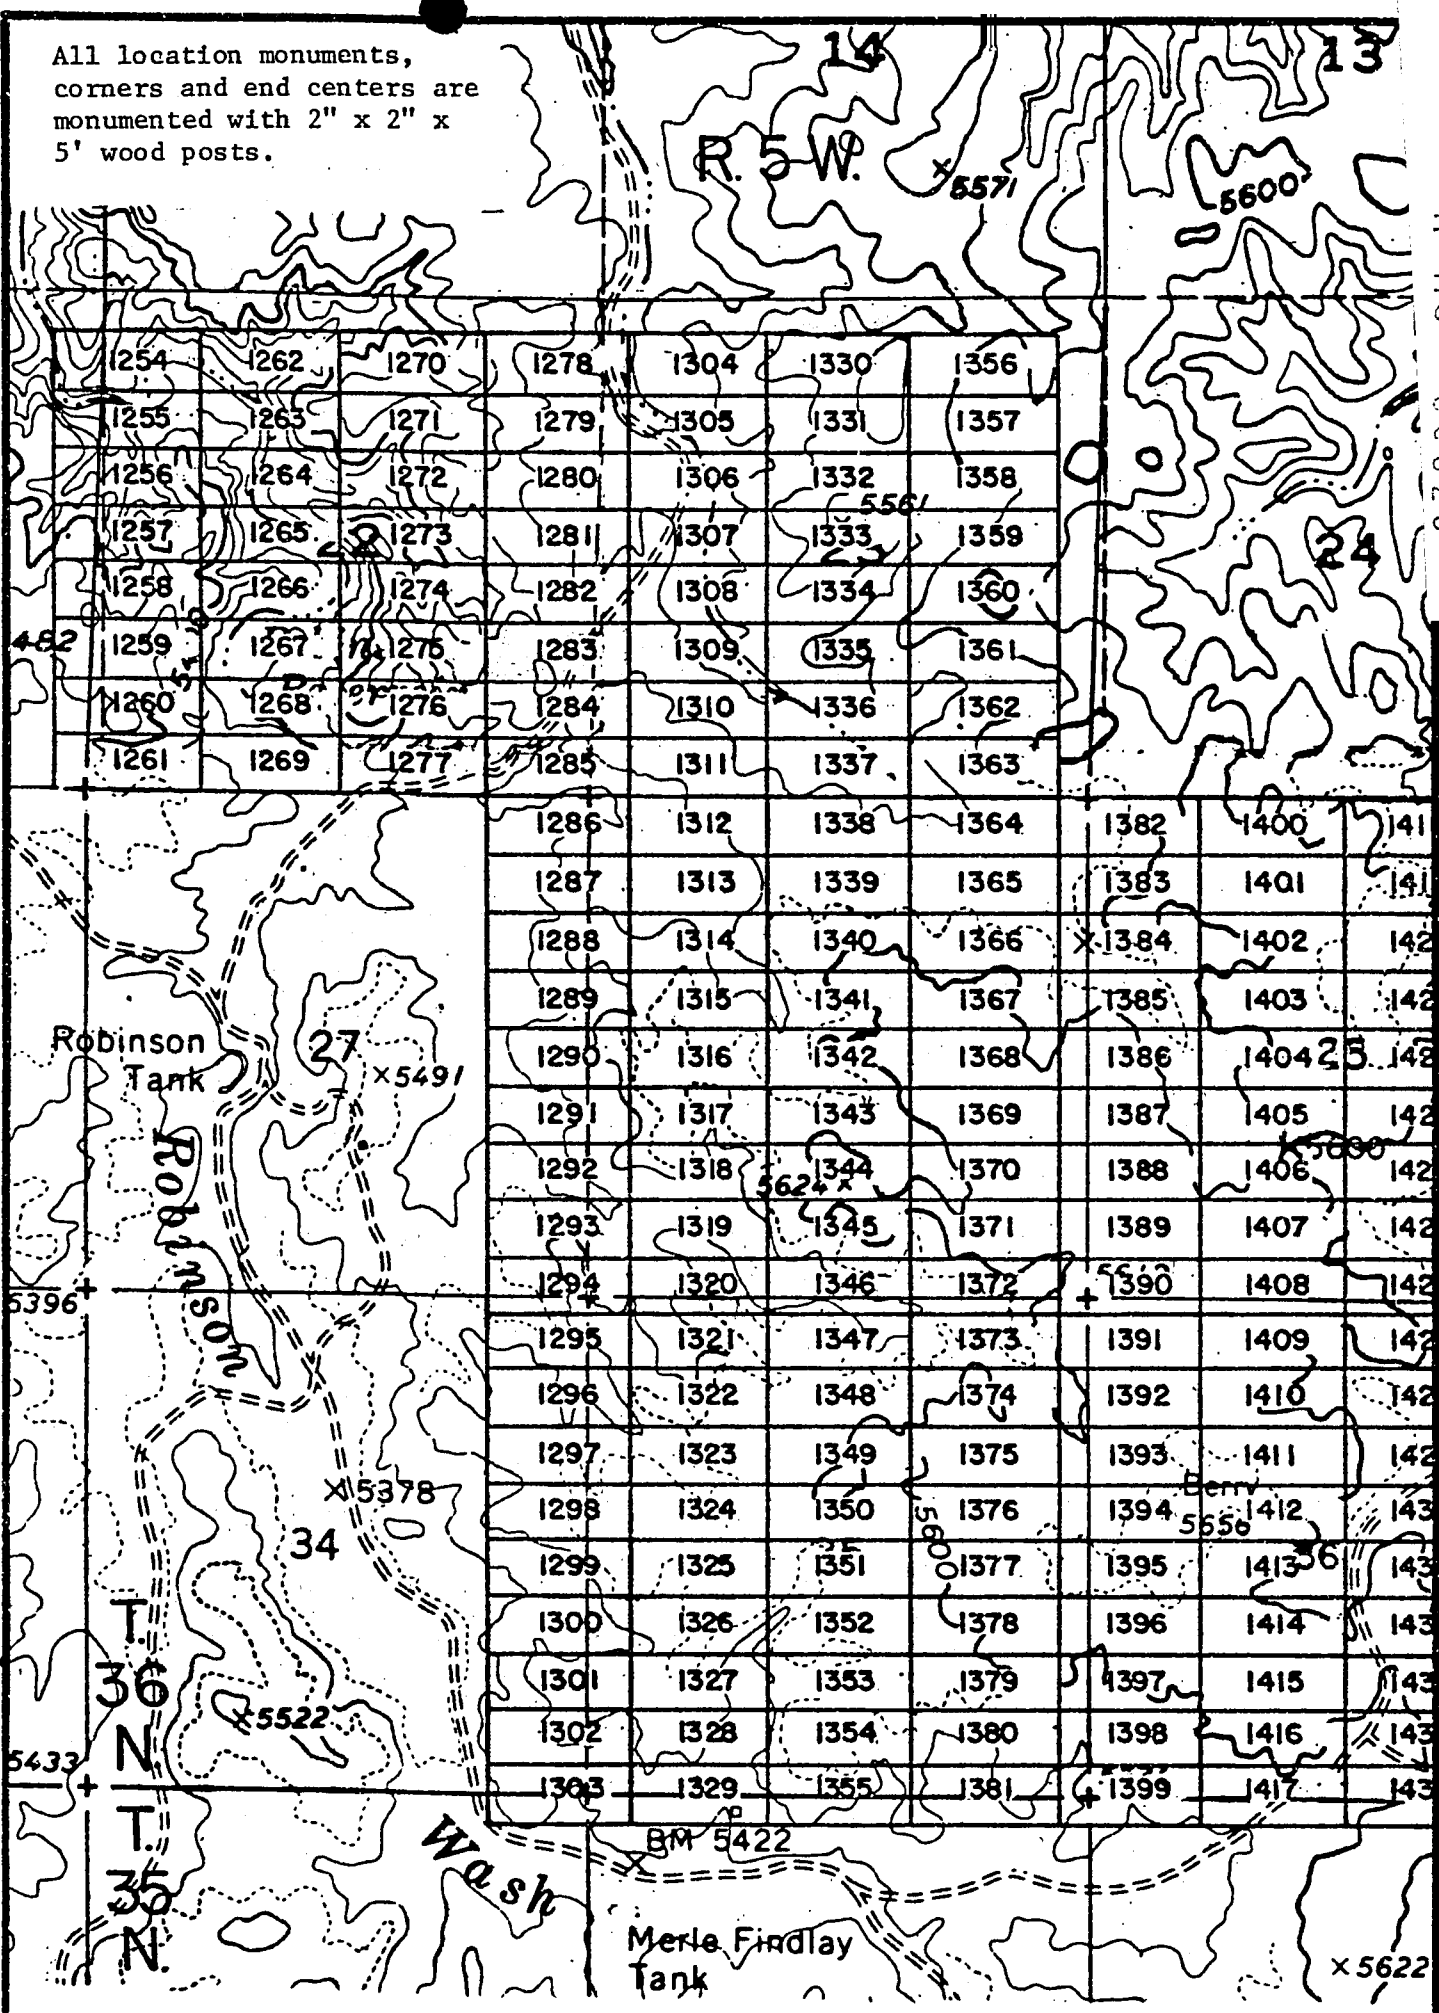 All location monuments,
corners and end centers are
monumented with 2" x 2" x
5' wood posts.
14 13
R. 5 W.
×5571
5600
1254 1262 1270 1278 1304 1330 1356
1255 1263 1271 1279 1305 1331 1357
1256 1264 1272 1280 1306 1332 1358
5561
1257 1265 1273 1281 1307 1333 1359
22 24
1258 1266 1274 1282 1308 1334 1360
482 1259 1267 1275 1283 1309 1335 1361
1260 1268 1276 1284 1310 1336 1362
1261 1269 1277 1285 1311 1337 1363
1286 1312 1338 1364 1382 1400
1287 1313 1339 1365 1383 1401
1288 1314 1340 1366 ×1384 1402
1289 1315 1341 1367 1385 1403
Robinson
Tank
27
×5491
1290 1316 1342 1368 1386 1404 25
1291 1317 1343 1369 1387 1405
5600
1292 1318 1344 1370 1388 1406
5624×
1293 1319 1345 1371 1389 1407
1294 1320 1346 1372 1390 1408
5396
Robinson
1295 1321 1347 1373 1391 1409
1296 1322 1348 1374 1392 1410
1297 1323 1349 1375 1393 1411
×5378
Berry
1298 1324 1350 1376 1394 1412
5656
34
5600
1299 1325 1351 1377 1395 1413 36
1300 1326 1352 1378 1396 1414
T.
36
N
1301 1327 1353 1379 1397 1415
×5522
1302 1328 1354 1380 1398 1416
5433
1303 1329 1355 1381 1399 1417
T.
35
N.
Wash
BM 5422
Merle Findlay
Tank
×5622